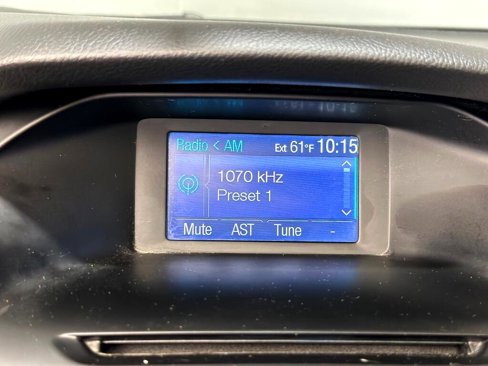 Radio < AM Ext 61°F 10:15
1070 kHz
Preset 1
Mute AST Tune -